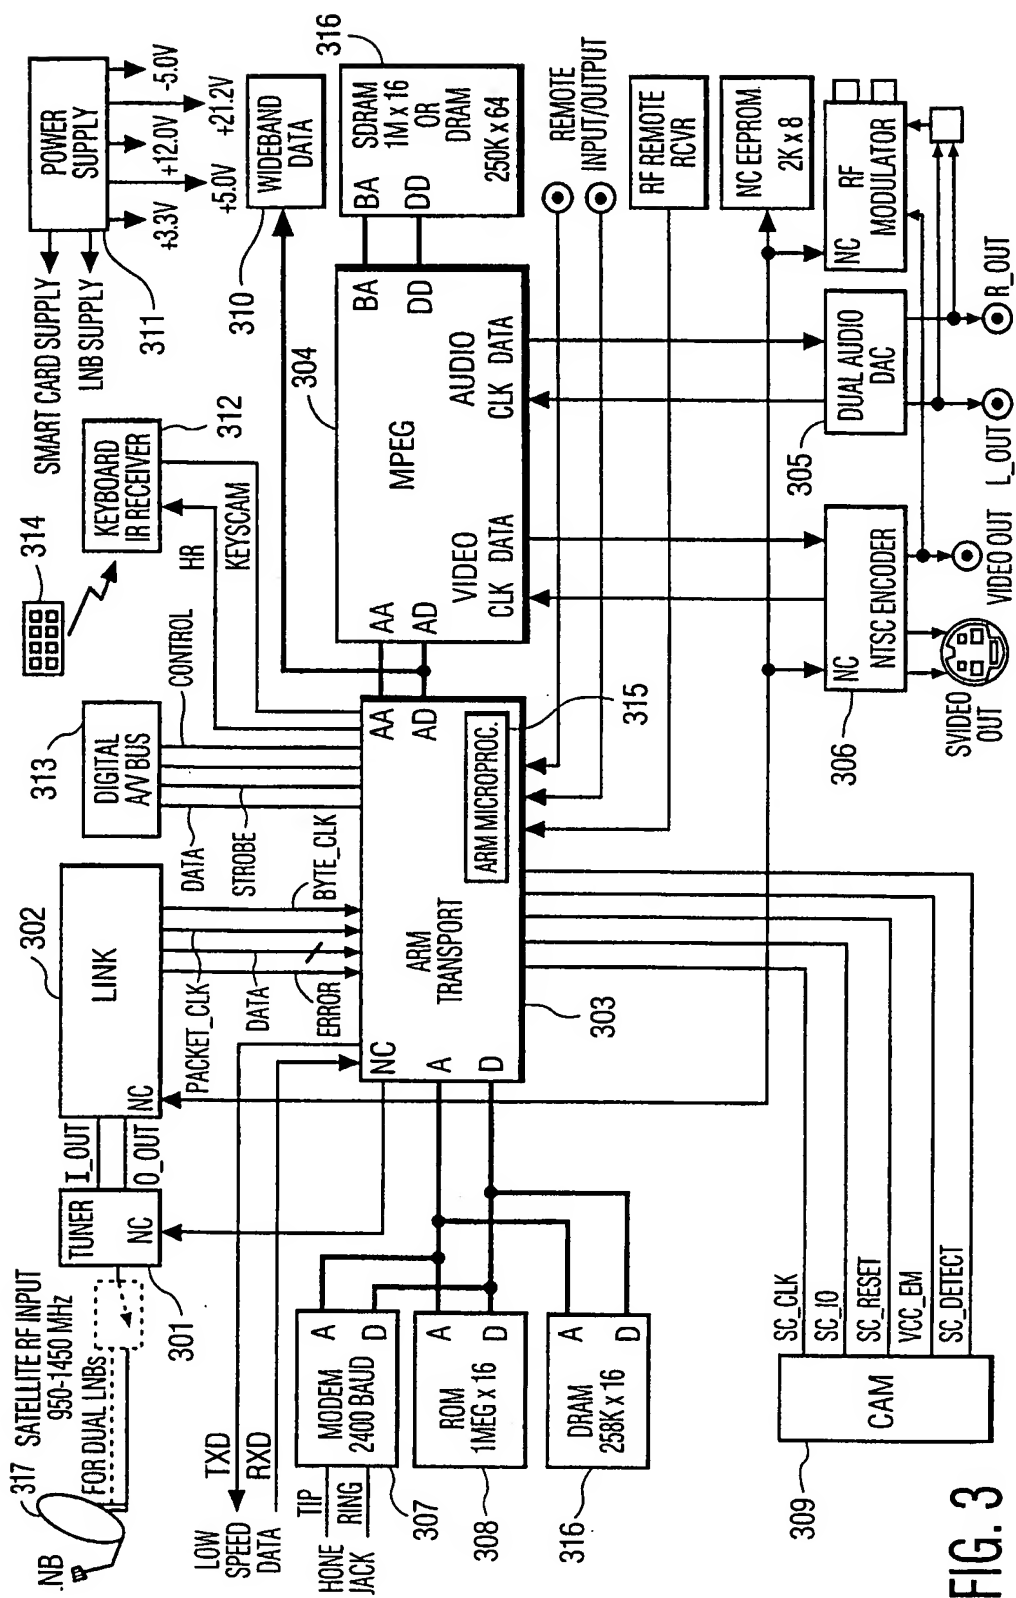 317
SATELLITE RF INPUT
950-1450 MHz
.NB
FOR DUAL LNBs
301
TUNER
NC
I_OUT
O_OUT
302
LINK
NC
PACKET_CLK
DATA
ERROR
BYTE_CLK
313
DIGITAL
A/V BUS
DATA
STROBE
CONTROL
314
HR
KEYSCAM
KEYBOARD
IR RECEIVER
312
SMART CARD SUPPLY
LNB SUPPLY
311
POWER
SUPPLY
+3.3V
+5.0V
+12.0V
+21.2V
-5.0V
LOW
SPEED
DATA
TXD
RXD
HONE
JACK
TIP
RING
307
MODEM
2400 BAUD
A
D
308
ROM
1MEG x 16
A
D
316
DRAM
258K x 16
A
D
NC
A
D
ARM
TRANSPORT
303
AA
AD
ARM MICROPROC.
315
AA
AD
304
MPEG
VIDEO
CLK DATA
AUDIO
CLK DATA
BA
DD
310
WIDEBAND
DATA
BA
DD
SDRAM
1M x 16
OR
DRAM
250K x 64
316
REMOTE
INPUT/OUTPUT
RF REMOTE
RCVR
NC EEPROM
2K x 8
NC
RF
MODULATOR
305
DUAL AUDIO
DAC
L_OUT
R_OUT
306
NC
NTSC ENCODER
SVIDEO
OUT
VIDEO OUT
309
CAM
SC_CLK
SC_IO
SC_RESET
VCC_EM
SC_DETECT
FIG. 3